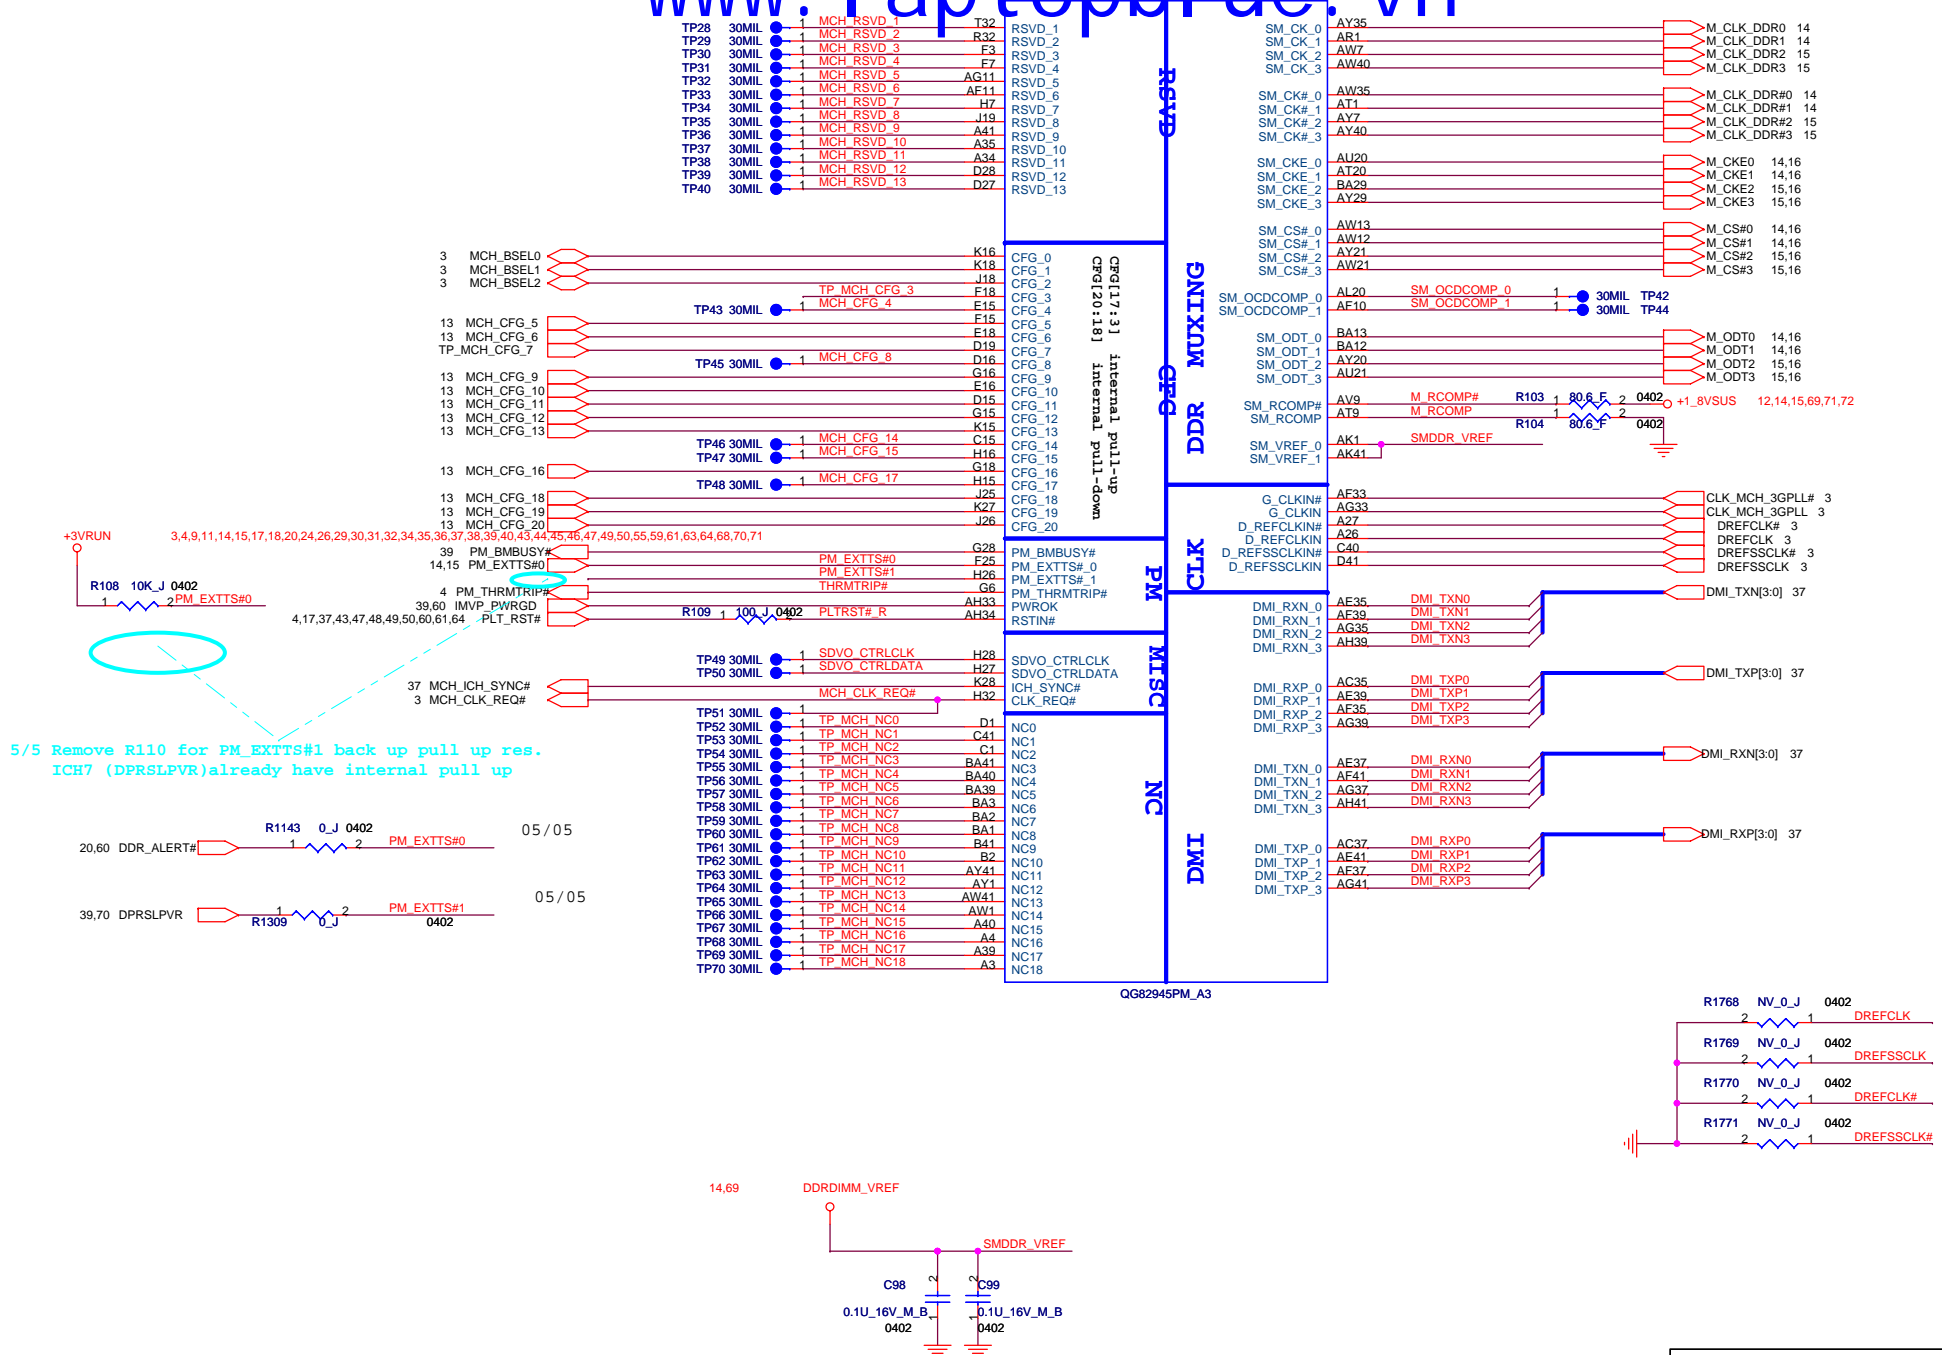 www.laptopblue.vn
TP28 30MIL 1 MCH_RSVD_1 T32 RSVD_1
TP29 30MIL 1 MCH_RSVD_2 R32 RSVD_2
TP30 30MIL 1 MCH_RSVD_3 F3 RSVD_3
TP31 30MIL 1 MCH_RSVD_4 F7 RSVD_4
TP32 30MIL 1 MCH_RSVD_5 AG11 RSVD_5
TP33 30MIL 1 MCH_RSVD_6 AF11 RSVD_6
TP34 30MIL 1 MCH_RSVD_7 H7 RSVD_7
TP35 30MIL 1 MCH_RSVD_8 J19 RSVD_8
TP36 30MIL 1 MCH_RSVD_9 A41 RSVD_9
TP37 30MIL 1 MCH_RSVD_10 A35 RSVD_10
TP38 30MIL 1 MCH_RSVD_11 A34 RSVD_11
TP39 30MIL 1 MCH_RSVD_12 D28 RSVD_12
TP40 30MIL 1 MCH_RSVD_13 D27 RSVD_13
RSVD
3 MCH_BSEL0 K16 CFG_0
3 MCH_BSEL1 K18 CFG_1
3 MCH_BSEL2 J18 CFG_2
TP_MCH_CFG_3 F18 CFG_3
TP43 30MIL 1 MCH_CFG_4 E15 CFG_4
13 MCH_CFG_5 F15 CFG_5
13 MCH_CFG_6 E18 CFG_6
TP_MCH_CFG_7 D19 CFG_7
TP45 30MIL 1 MCH_CFG_8 D16 CFG_8
13 MCH_CFG_9 G16 CFG_9
13 MCH_CFG_10 E16 CFG_10
13 MCH_CFG_11 D15 CFG_11
13 MCH_CFG_12 G15 CFG_12
13 MCH_CFG_13 K15 CFG_13
TP46 30MIL 1 MCH_CFG_14 C15 CFG_14
TP47 30MIL 1 MCH_CFG_15 H16 CFG_15
13 MCH_CFG_16 G18 CFG_16
TP48 30MIL 1 MCH_CFG_17 H15 CFG_17
13 MCH_CFG_18 J25 CFG_18
13 MCH_CFG_19 K27 CFG_19
13 MCH_CFG_20 J26 CFG_20
CFG[17:3] internal pull-up
CFG[20:18] internal pull-down
CFG
+3VRUN 3,4,9,11,14,15,17,18,20,24,26,29,30,31,32,34,35,36,37,38,39,40,43,44,45,46,47,49,50,55,59,61,63,64,68,70,71
R108 10K_J 0402
1 2 PM_EXTTS#0
39 PM_BMBUSY# G28 PM_BMBUSY#
14,15 PM_EXTTS#0 PM_EXTTS#0 F25 PM_EXTTS#_0
PM_EXTTS#1 H26 PM_EXTTS#_1
4 PM_THRMTRIP# THRMTRIP# G6 PM_THRMTRIP#
39,60 IMVP_PWRGD AH33 PWROK
4,17,37,43,47,48,49,50,60,61,64 PLT_RST# R109 1 100_J 0402 2 PLTRST#_R AH34 RSTIN#
PM
TP49 30MIL 1 SDVO_CTRLCLK H28 SDVO_CTRLCLK
TP50 30MIL 1 SDVO_CTRLDATA H27 SDVO_CTRLDATA
37 MCH_ICH_SYNC# K28 ICH_SYNC#
3 MCH_CLK_REQ# MCH_CLK_REQ# H32 CLK_REQ#
TP51 30MIL 1
MISC
TP52 30MIL 1 TP_MCH_NC0 D1 NC0
TP53 30MIL 1 TP_MCH_NC1 C41 NC1
TP54 30MIL 1 TP_MCH_NC2 C1 NC2
TP55 30MIL 1 TP_MCH_NC3 BA41 NC3
TP56 30MIL 1 TP_MCH_NC4 BA40 NC4
TP57 30MIL 1 TP_MCH_NC5 BA39 NC5
TP58 30MIL 1 TP_MCH_NC6 BA3 NC6
TP59 30MIL 1 TP_MCH_NC7 BA2 NC7
TP60 30MIL 1 TP_MCH_NC8 BA1 NC8
TP61 30MIL 1 TP_MCH_NC9 B41 NC9
TP62 30MIL 1 TP_MCH_NC10 B2 NC10
TP63 30MIL 1 TP_MCH_NC11 AY41 NC11
TP64 30MIL 1 TP_MCH_NC12 AY1 NC12
TP65 30MIL 1 TP_MCH_NC13 AW41 NC13
TP66 30MIL 1 TP_MCH_NC14 AW1 NC14
TP67 30MIL 1 TP_MCH_NC15 A40 NC15
TP68 30MIL 1 TP_MCH_NC16 A4 NC16
TP69 30MIL 1 TP_MCH_NC17 A39 NC17
TP70 30MIL 1 TP_MCH_NC18 A3 NC18
NC
5/5 Remove R110 for PM_EXTTS#1 back up pull up res.
ICH7 (DPRSLPVR)already have internal pull up
R1143 0_J 0402 05/05
20,60 DDR_ALERT# 1 2 PM_EXTTS#0
05/05
39,70 DPRSLPVR 1 2 PM_EXTTS#1
R1309 0_J 0402
SM_CK_0 AY35 M_CLK_DDR0 14
SM_CK_1 AR1 M_CLK_DDR1 14
SM_CK_2 AW7 M_CLK_DDR2 15
SM_CK_3 AW40 M_CLK_DDR3 15
SM_CK#_0 AW35 M_CLK_DDR#0 14
SM_CK#_1 AT1 M_CLK_DDR#1 14
SM_CK#_2 AY7 M_CLK_DDR#2 15
SM_CK#_3 AY40 M_CLK_DDR#3 15
SM_CKE_0 AU20 M_CKE0 14,16
SM_CKE_1 AT20 M_CKE1 14,16
SM_CKE_2 BA29 M_CKE2 15,16
SM_CKE_3 AY29 M_CKE3 15,16
SM_CS#_0 AW13 M_CS#0 14,16
SM_CS#_1 AW12 M_CS#1 14,16
SM_CS#_2 AY21 M_CS#2 15,16
SM_CS#_3 AW21 M_CS#3 15,16
SM_OCDCOMP_0 AL20 SM_OCDCOMP_0 1 30MIL TP42
SM_OCDCOMP_1 AF10 SM_OCDCOMP_1 1 30MIL TP44
SM_ODT_0 BA13 M_ODT0 14,16
SM_ODT_1 BA12 M_ODT1 14,16
SM_ODT_2 AY20 M_ODT2 15,16
SM_ODT_3 AU21 M_ODT3 15,16
SM_RCOMP# AV9 M_RCOMP# R103 1 80.6_F 2 0402 +1_8VSUS 12,14,15,69,71,72
SM_RCOMP AT9 M_RCOMP 1 2
R104 80.6_F 0402
SM_VREF_0 AK1 SMDDR_VREF
SM_VREF_1 AK41
DDR MUXIING
G_CLKIN# AF33 CLK_MCH_3GPLL# 3
G_CLKIN AG33 CLK_MCH_3GPLL 3
D_REFCLKIN# A27 DREFCLK# 3
D_REFCLKIN A26 DREFCLK 3
D_REFSSCLKIN# C40 DREFSSCLK# 3
D_REFSSCLKIN D41 DREFSSCLK 3
CLK
DMI_RXN_0 AE35 DMI_TXN0 DMI_TXN[3:0] 37
DMI_RXN_1 AF39 DMI_TXN1
DMI_RXN_2 AG35 DMI_TXN2
DMI_RXN_3 AH39 DMI_TXN3
DMI_RXP_0 AC35 DMI_TXP0 DMI_TXP[3:0] 37
DMI_RXP_1 AE39 DMI_TXP1
DMI_RXP_2 AF35 DMI_TXP2
DMI_RXP_3 AG39 DMI_TXP3
DMI_TXN_0 AE37 DMI_RXN0 DMI_RXN[3:0] 37
DMI_TXN_1 AF41 DMI_RXN1
DMI_TXN_2 AG37 DMI_RXN2
DMI_TXN_3 AH41 DMI_RXN3
DMI_TXP_0 AC37 DMI_RXP0 DMI_RXP[3:0] 37
DMI_TXP_1 AE41 DMI_RXP1
DMI_TXP_2 AF37 DMI_RXP2
DMI_TXP_3 AG41 DMI_RXP3
DMI
QG82945PM_A3
R1768 NV_0_J 0402
2 1 DREFCLK
R1769 NV_0_J 0402
2 1 DREFSSCLK
R1770 NV_0_J 0402
2 1 DREFCLK#
R1771 NV_0_J 0402
2 1 DREFSSCLK#
14,69 DDRDIMM_VREF
SMDDR_VREF
2 2
C98 C99
0.1U_16V_M_B 0.1U_16V_M_B
1 1
0402 0402